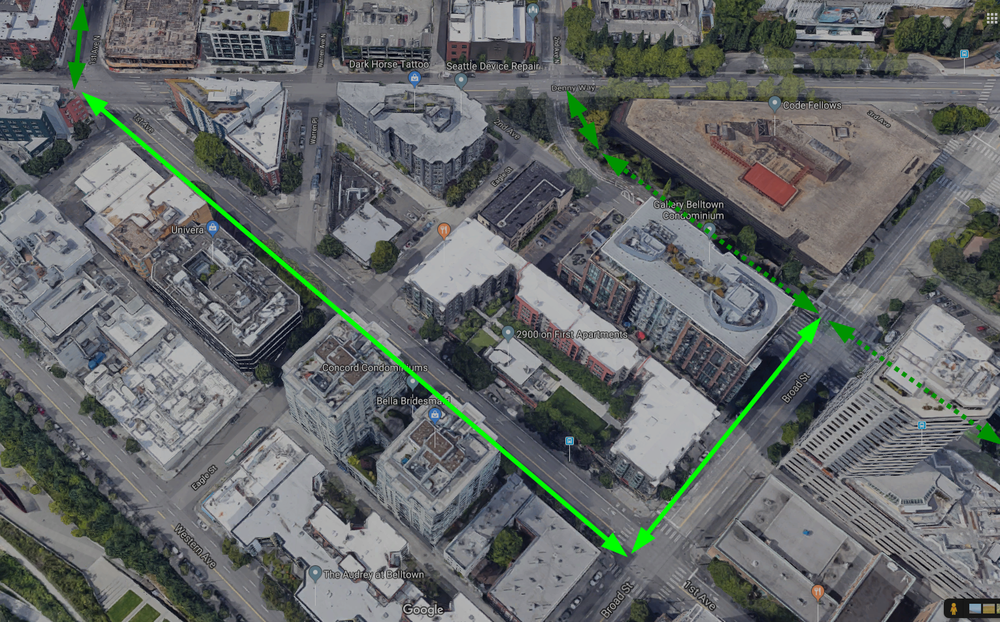 1st Ave N
Warren Ave N
2nd Ave N
Dark Horse Tattoo
Seattle Device Repair
Denny Way
Code Fellows
3rd Ave
1st Ave
Warren Pl
2nd Ave
Eagle St
Gallery Belltown
Condominium
Univera
2900 on First Apartments
Concord Condominiums
Bella Bridesmaid
Broad St
Eagle St
Western Ave
The Audrey at Belltown
Broad St
1st Ave
Google